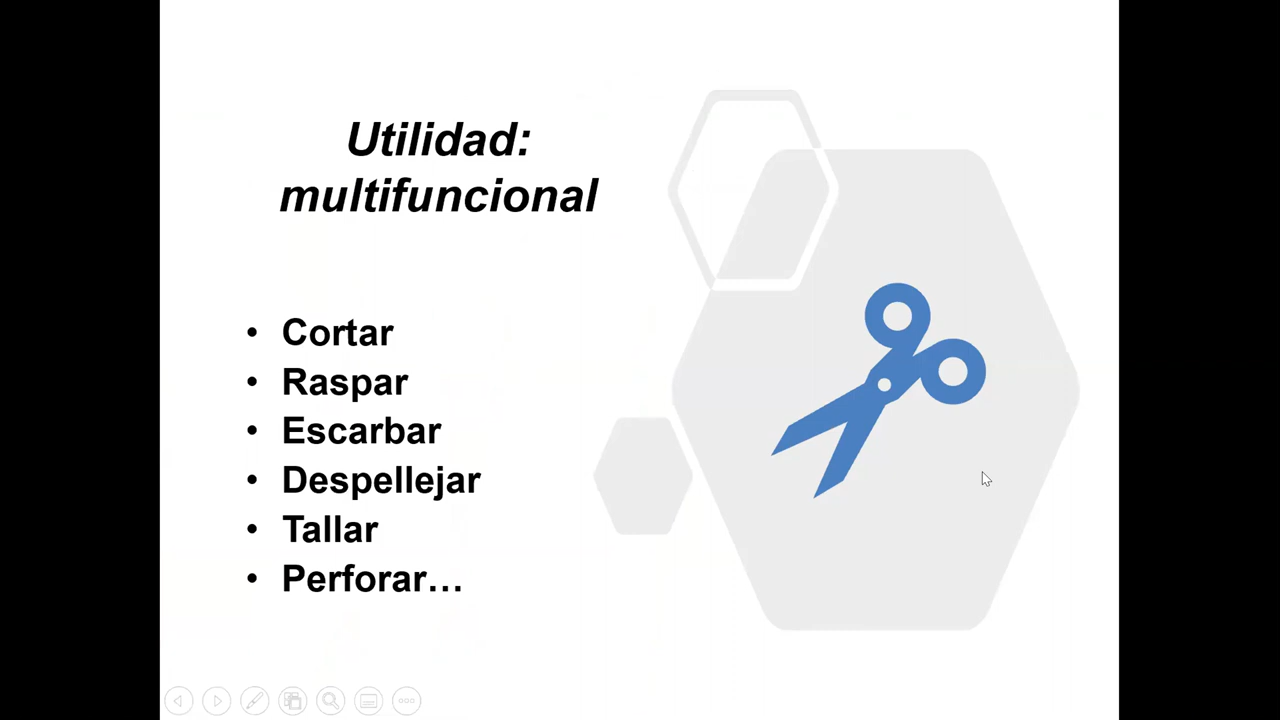 Utilidad:
multifuncional
• Cortar
• Raspar
• Escarbar
• Despellejar
• Tallar
• Perforar…